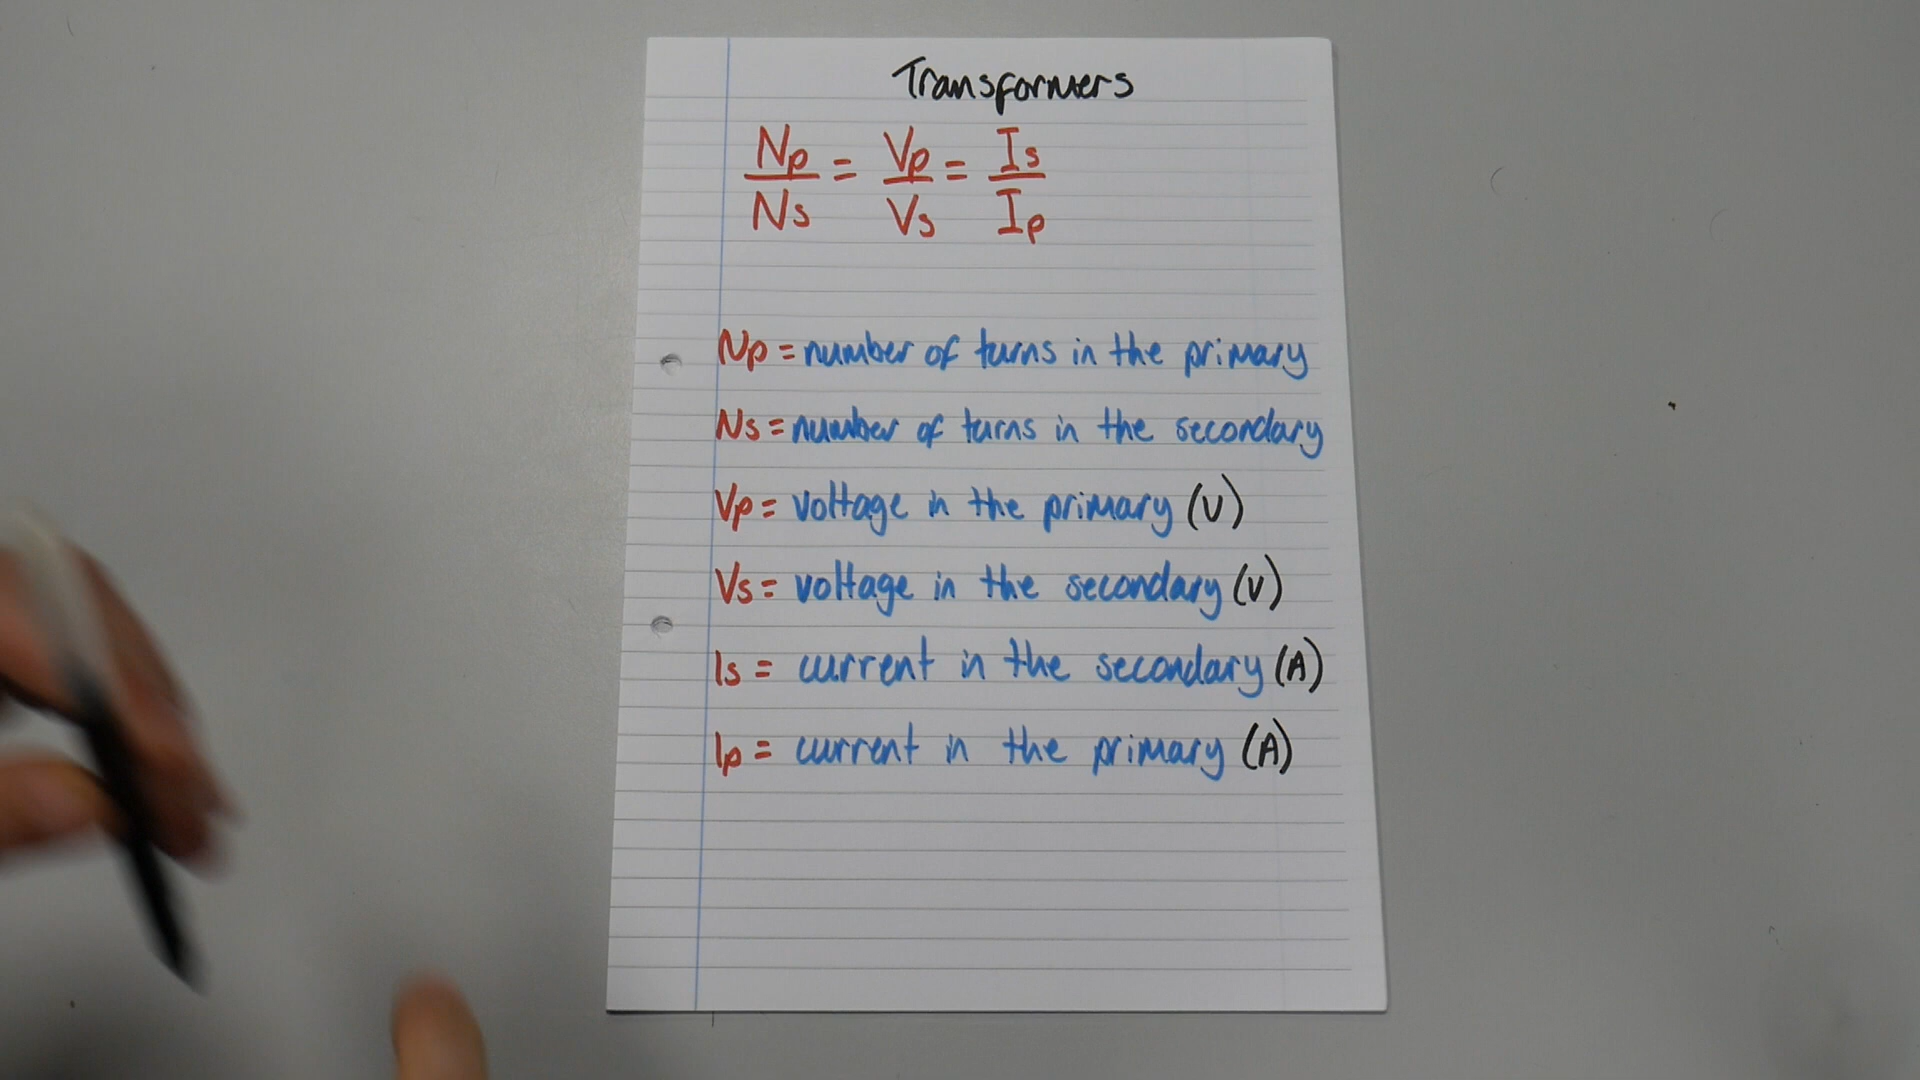 Transformers
Np/Ns = Vp/Vs = Is/Ip
Np = number of turns in the primary
Ns = number of turns in the secondary
Vp = voltage in the primary (V)
Vs = voltage in the secondary (V)
Is = current in the secondary (A)
Ip = current in the primary (A)